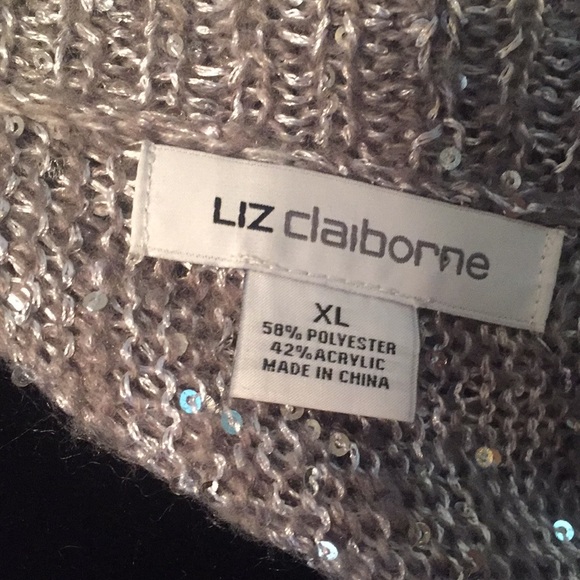 LIZ claiborne
XL
58% POLYESTER
42% ACRYLIC
MADE IN CHINA